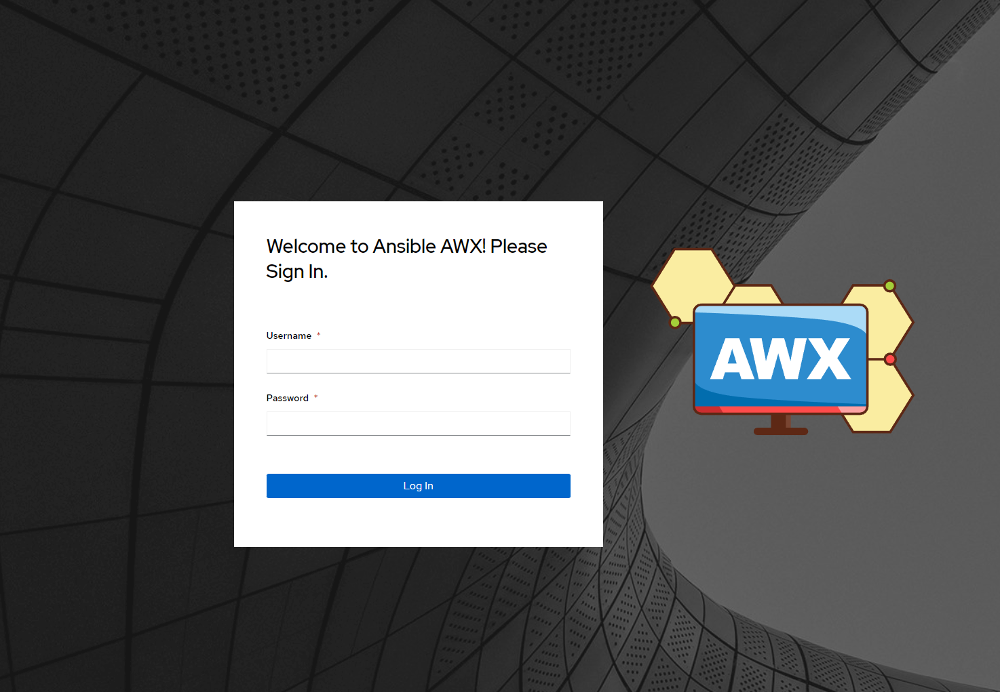 Welcome to Ansible AWX! Please
Sign In.
Username *
Password *
Log In
AWX